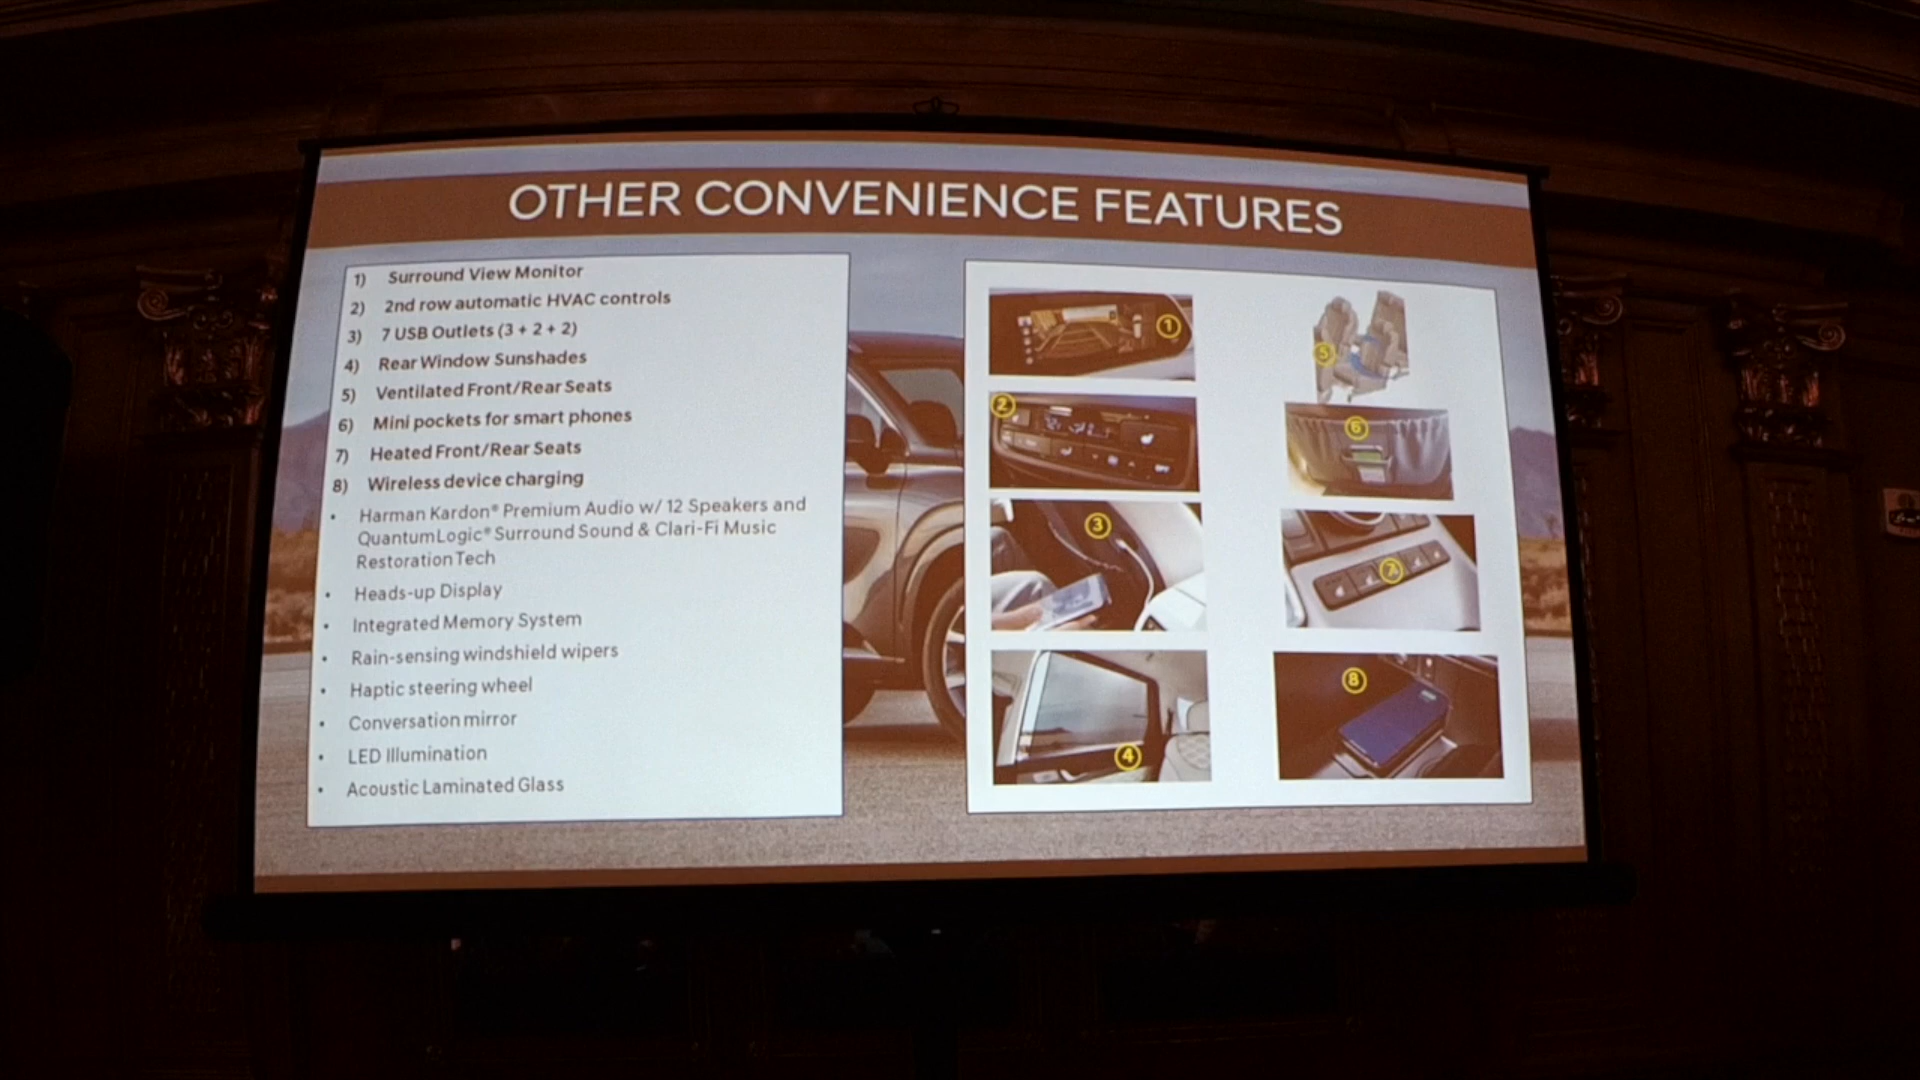 OTHER CONVENIENCE FEATURES
1) Surround View Monitor
2) 2nd row automatic HVAC controls
3) 7 USB Outlets (3 + 2 + 2)
4) Rear Window Sunshades
5) Ventilated Front/Rear Seats
6) Mini pockets for smart phones
7) Heated Front/Rear Seats
8) Wireless device charging
• Harman Kardon® Premium Audio w/ 12 Speakers and
QuantumLogic® Surround Sound & Clari-Fi Music
Restoration Tech
• Heads-up Display
• Integrated Memory System
• Rain-sensing windshield wipers
• Haptic steering wheel
• Conversation mirror
• LED Illumination
• Acoustic Laminated Glass
1
2
3
4
5
6
7
8